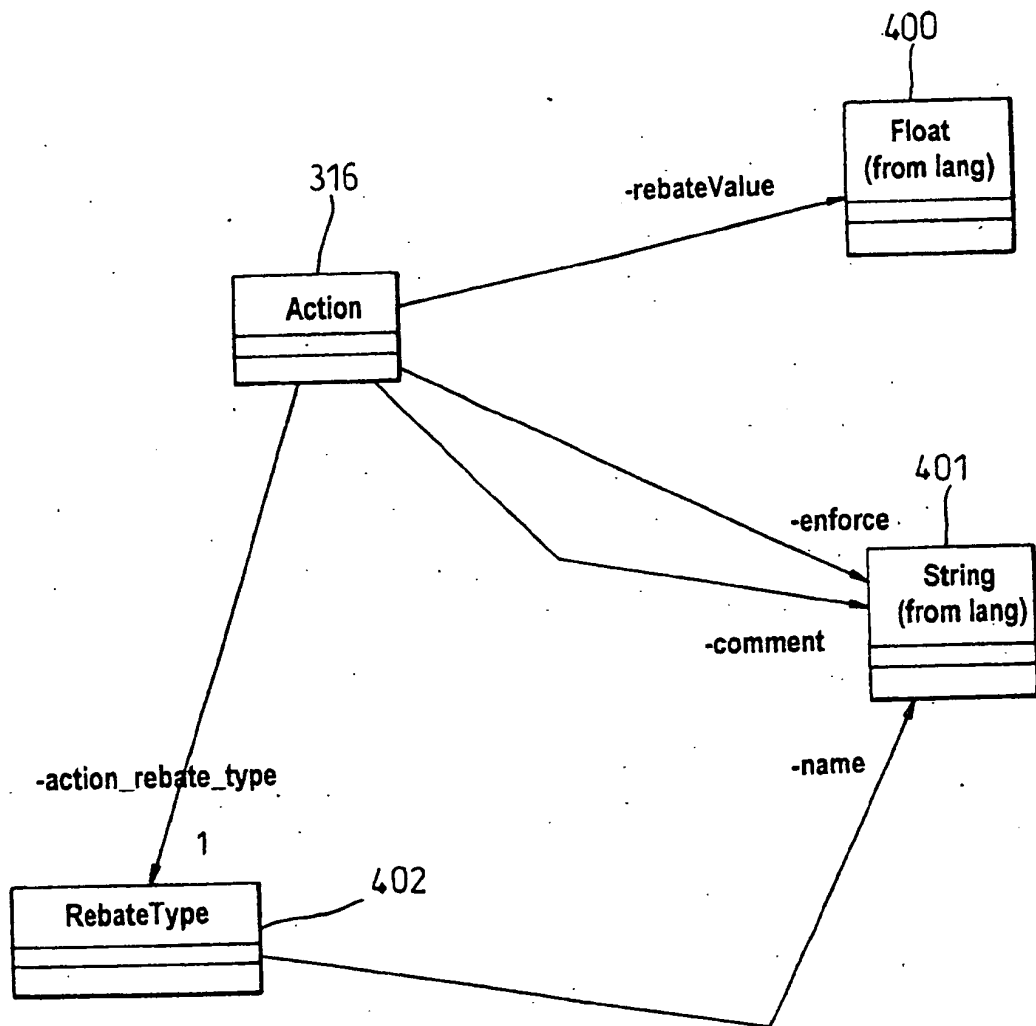 400
Float
(from lang)
316
-rebateValue
Action
401
-enforce
String
(from lang)
-comment
-name
-action_rebate_type
1
402
RebateType